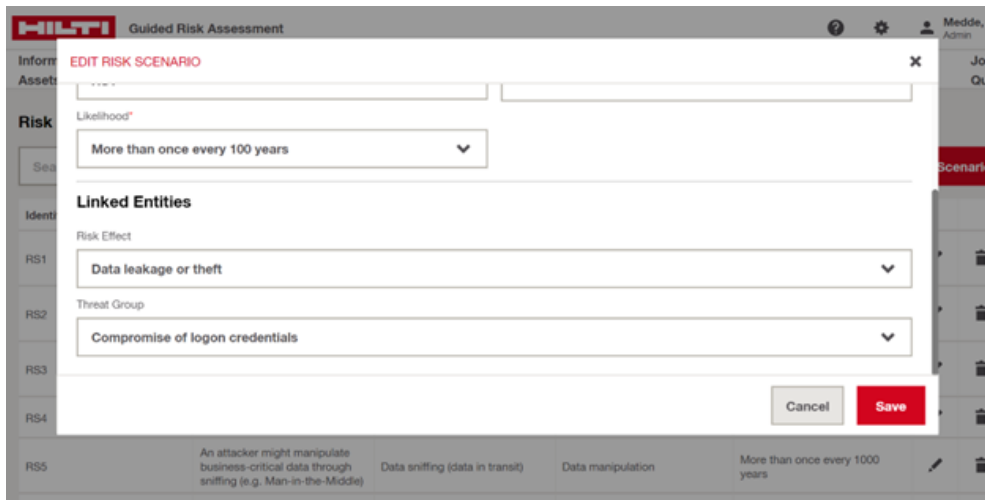 HILTI Guided Risk Assessment
Medde,
Admin
Inform
Assets
Jo
Qu
EDIT RISK SCENARIO
Risk
Likelihood*
More than once every 100 years
Sea
Scenari
Linked Entities
Identi
Risk Effect
RS1
Data leakage or theft
Threat Group
RS2
Compromise of logon credentials
RS3
Cancel
Save
RS4
RS5
An attacker might manipulate
business-critical data through
sniffing (e.g. Man-in-the-Middle)
Data sniffing (data in transit)
Data manipulation
More than once every 1000
years